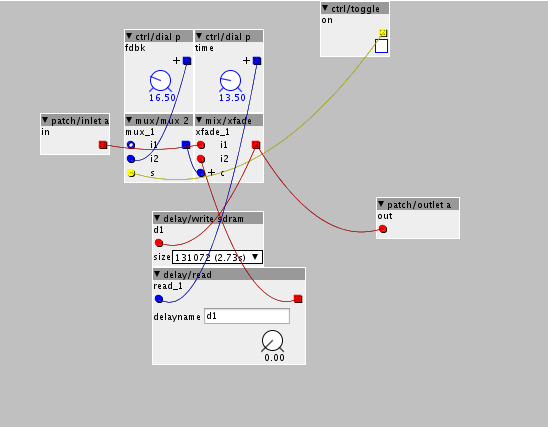 ctrl/toggle
on
ctrl/dial p
ctrl/dial p
fdbk
time
+
+
16.50
13.50
patch/inlet a
in
mux/mux 2
mix/xfade
mux_1
xfade_1
i1
i1
i2
i2
s
+ c
patch/outlet a
out
delay/write sdram
d1
size 131072 (2.73s)
delay/read
read_1
delayname d1
0.00